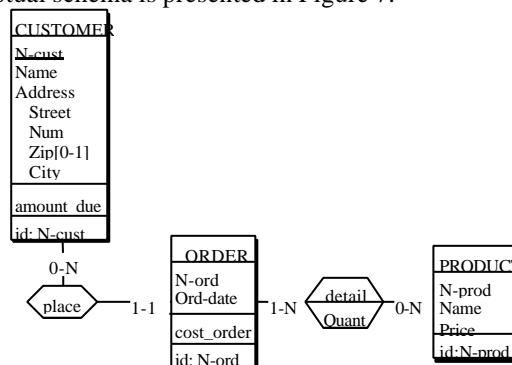 ptual schema is presented in Figure 7.
CUSTOMER
N-cust
Name
Address
Street
Num
Zip[0-1]
City
amount_due
id: N-cust
0-N
place
1-1
ORDER
N-ord
Ord-date
cost_order
id: N-ord
1-N
detail
Quant
0-N
PRODUCT
N-prod
Name
Price
id:N-prod